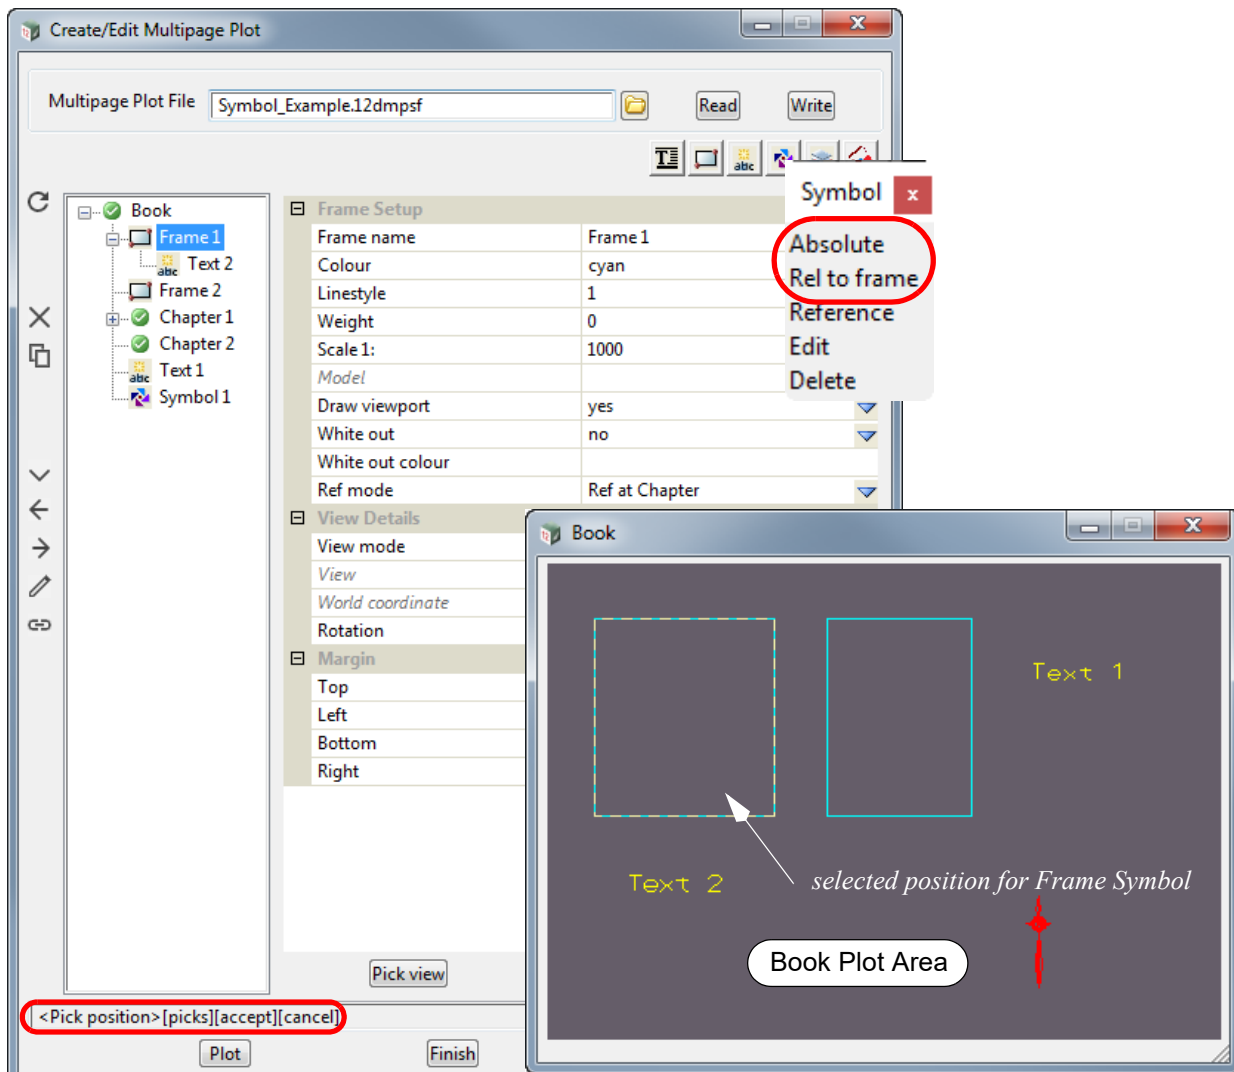 Create/Edit Multipage Plot
Multipage Plot File Symbol_Example.12dmpsf Read Write
abc
Symbol x
Absolute
Rel to frame
Reference
Edit
Delete
Book
Frame 1
abc Text 2
Frame 2
Chapter 1
Chapter 2
abc Text 1
Symbol 1
Frame Setup
Frame name Frame 1
Colour cyan
Linestyle 1
Weight 0
Scale 1: 1000
Model
Draw viewport yes
White out no
White out colour
Ref mode Ref at Chapter
View Details
View mode
View
World coordinate
Rotation
Margin
Top
Left
Bottom
Right
Pick view
<Pick position>[picks][accept][cancel]
Plot Finish
Book
Text 1
Text 2
selected position for Frame Symbol
Book Plot Area